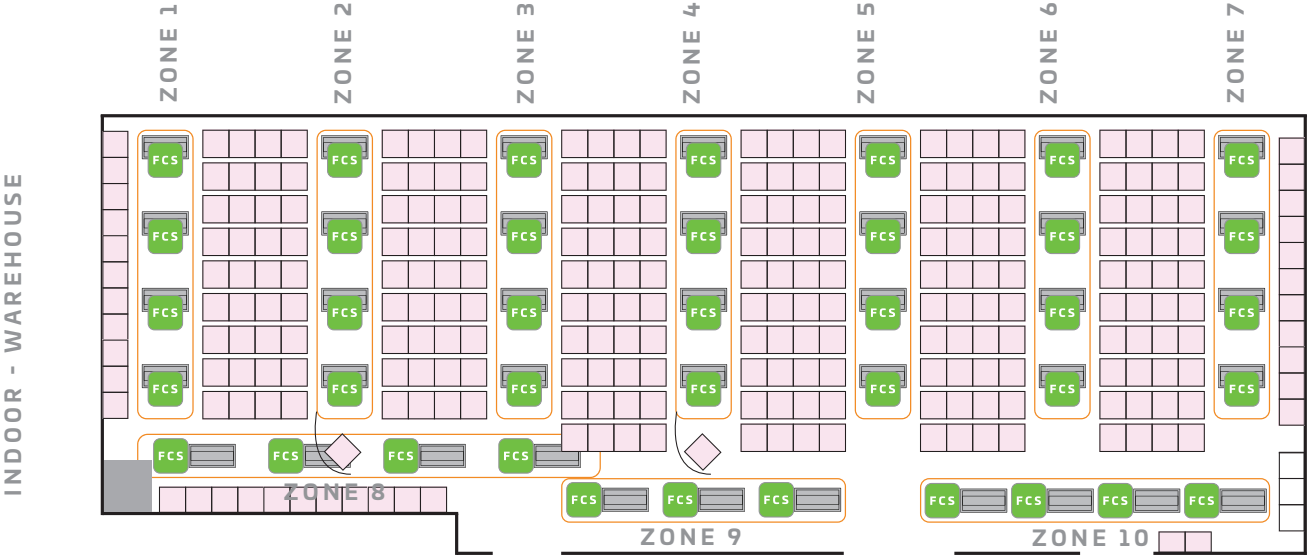 ZONE 1
ZONE 2
ZONE 3
ZONE 4
ZONE 5
ZONE 6
ZONE 7
INDOOR - WAREHOUSE
FCS FCS FCS FCS FCS FCS FCS
FCS FCS FCS FCS FCS FCS FCS
FCS FCS FCS FCS FCS FCS FCS
FCS FCS FCS FCS FCS FCS FCS
FCS FCS FCS FCS
ZONE 8
FCS FCS FCS
FCS FCS FCS FCS
ZONE 9
ZONE 10